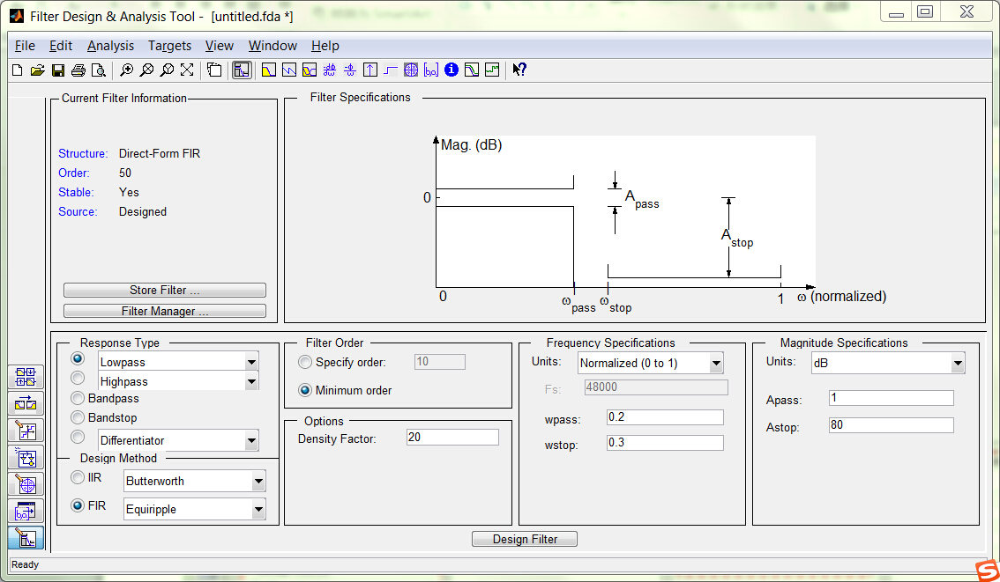 Filter Design & Analysis Tool - [untitled.fda *]
File Edit Analysis Targets View Window Help
Current Filter Information
Structure: Direct-Form FIR
Order: 50
Stable: Yes
Source: Designed
Store Filter ...
Filter Manager ...
Filter Specifications
Mag. (dB)
0
A pass
A stop
0
ω pass
ω stop
1
ω (normalized)
Response Type
Lowpass
Highpass
Bandpass
Bandstop
Differentiator
Design Method
IIR Butterworth
FIR Equiripple
Filter Order
Specify order: 10
Minimum order
Options
Density Factor: 20
Frequency Specifications
Units: Normalized (0 to 1)
Fs: 48000
wpass: 0.2
wstop: 0.3
Magnitude Specifications
Units: dB
Apass: 1
Astop: 80
Design Filter
Ready